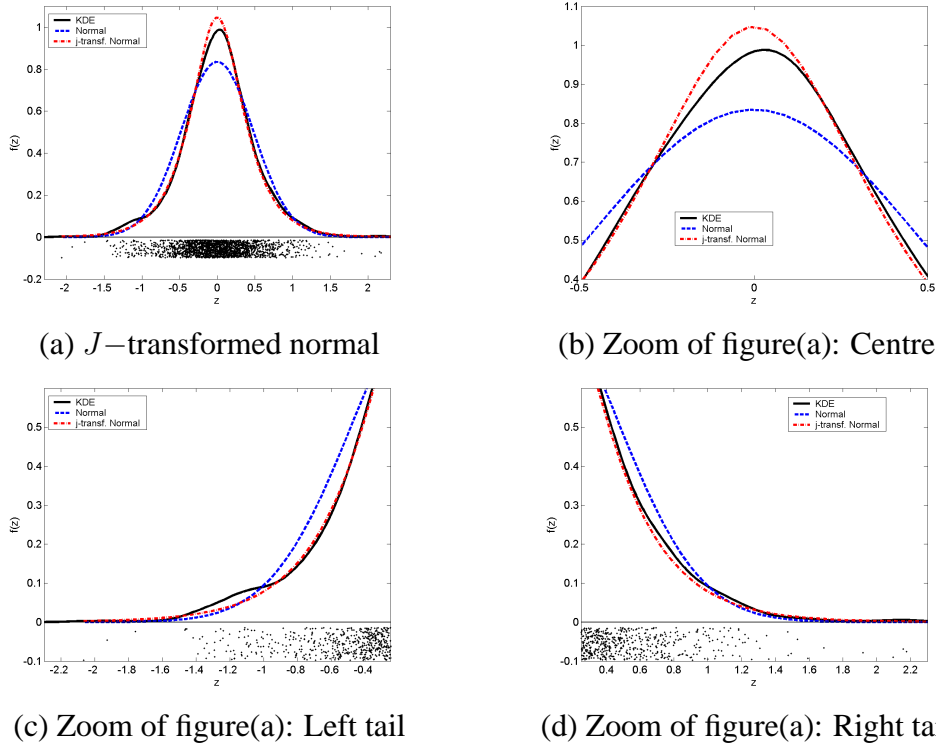 KDE
Normal
j-transf. Normal
1
0.8
0.6
0.4
0.2
0
-0.2
f(z)
-2 -1.5 -1 -0.5 0 0.5 1 1.5 2
z
(a) J−transformed normal
1.1
1
0.9
0.8
0.7
0.6
0.5
0.4
f(z)
KDE
Normal
j-transf. Normal
-0.5 0 0.5
z
(b) Zoom of figure(a): Centre
KDE
Normal
j-transf. Normal
0.5
0.4
0.3
0.2
0.1
0
-0.1
f(z)
-2.2 -2 -1.8 -1.6 -1.4 -1.2 -1 -0.8 -0.6 -0.4
z
(c) Zoom of figure(a): Left tail
KDE
Normal
j-transf. Normal
0.5
0.4
0.3
0.2
0.1
0
-0.1
f(z)
0.4 0.6 0.8 1.0 1.2 1.4 1.6 1.8 2 2.2
z
(d) Zoom of figure(a): Right ta